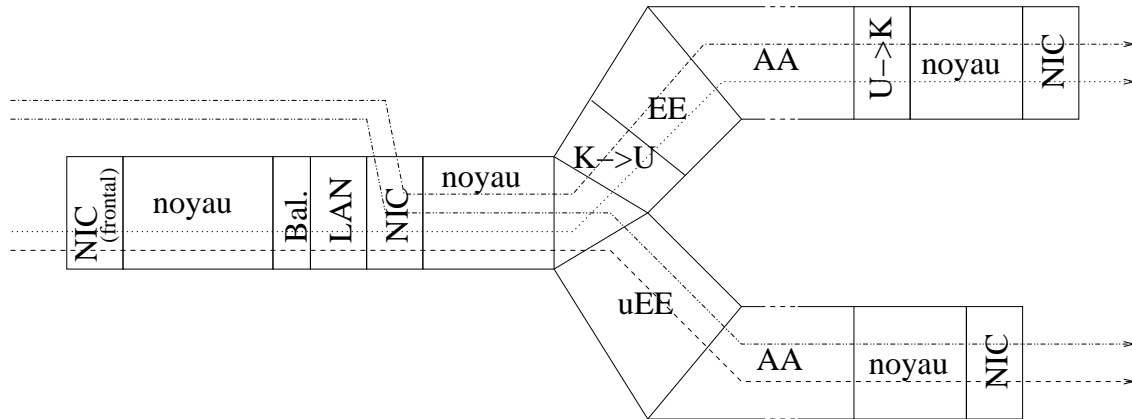 AA
U->K
noyau
NIC
EE
K->U
NIC
(frontal)
noyau
Bal.
LAN
NIC
noyau
uEE
AA
noyau
NIC